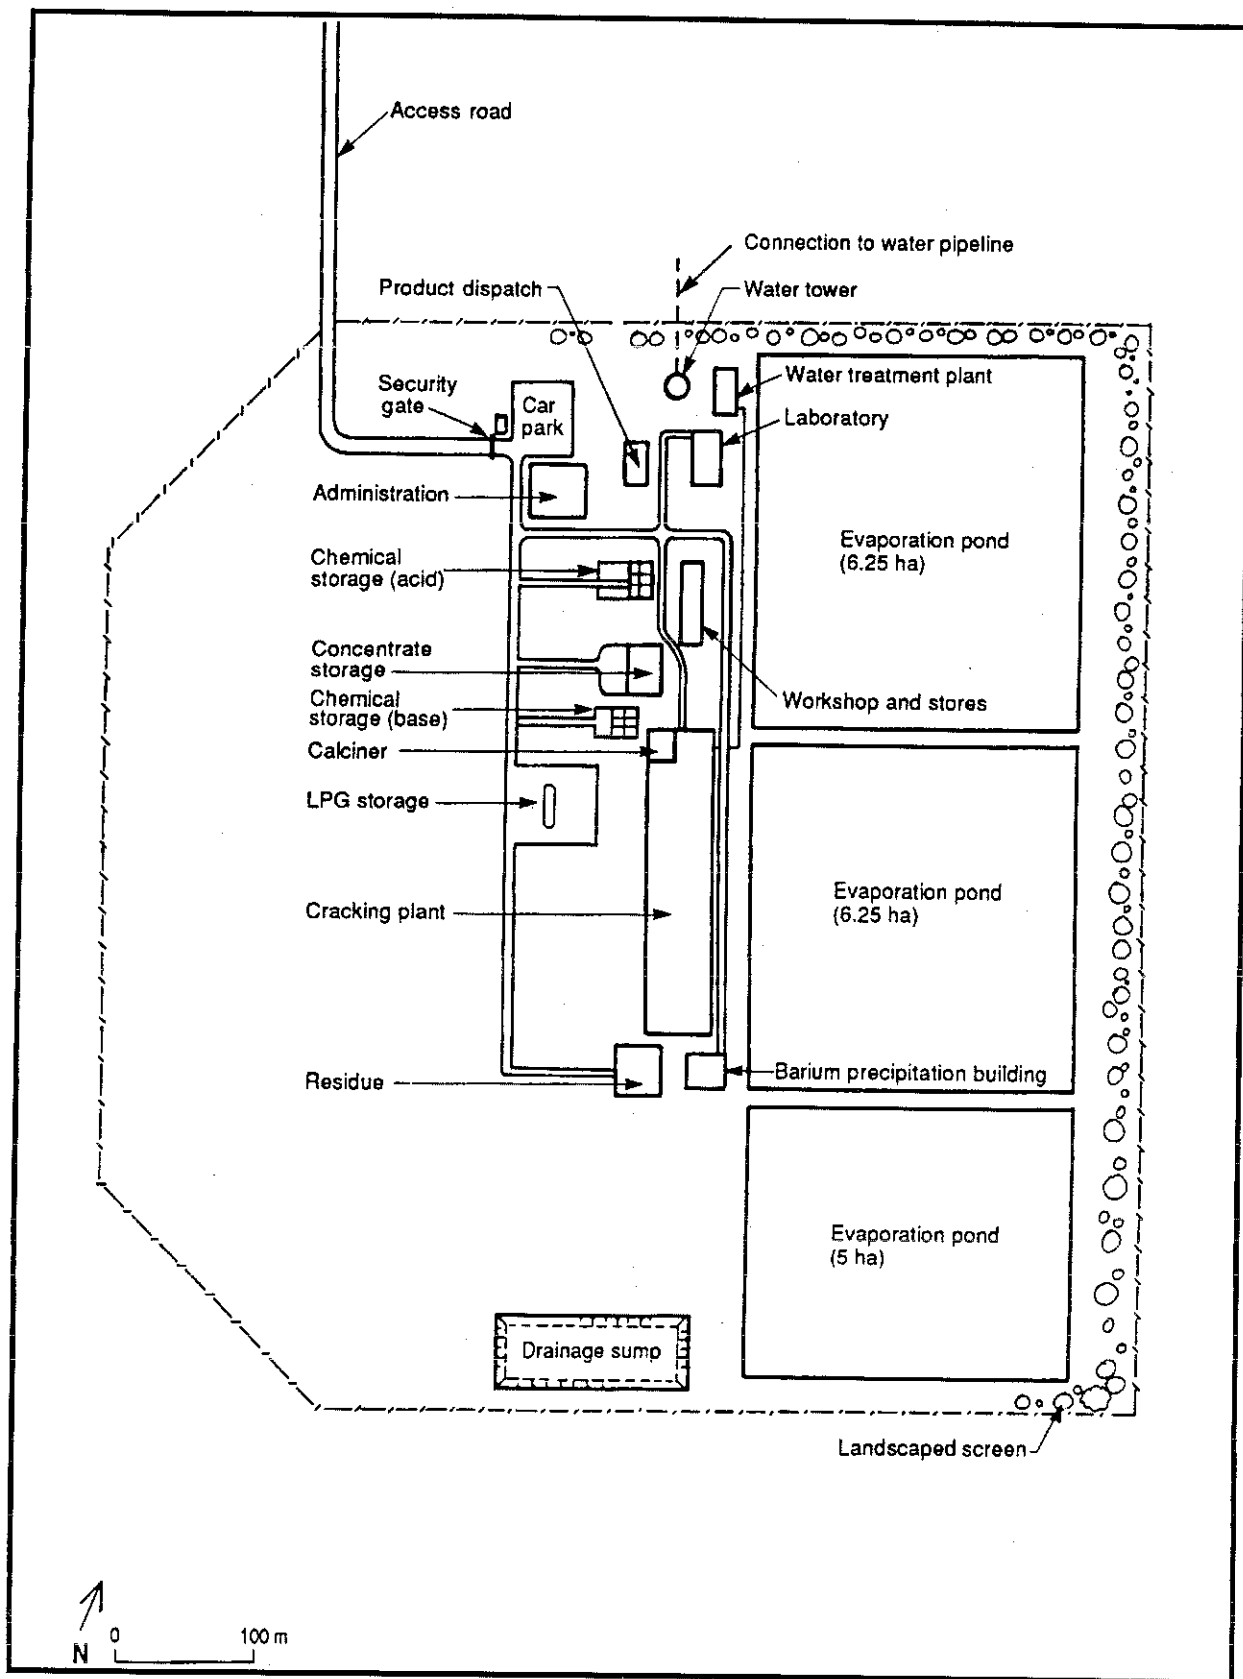 Access road
Connection to water pipeline
Product dispatch
Water tower
Security
gate
Car
park
Water treatment plant
Laboratory
Administration
Evaporation pond
(6.25 ha)
Chemical
storage (acid)
Concentrate
storage
Workshop and stores
Chemical
storage (base)
Calciner
LPG storage
Evaporation pond
(6.25 ha)
Cracking plant
Residue
Barium precipitation building
Evaporation pond
(5 ha)
Drainage sump
Landscaped screen
N
0 100 m